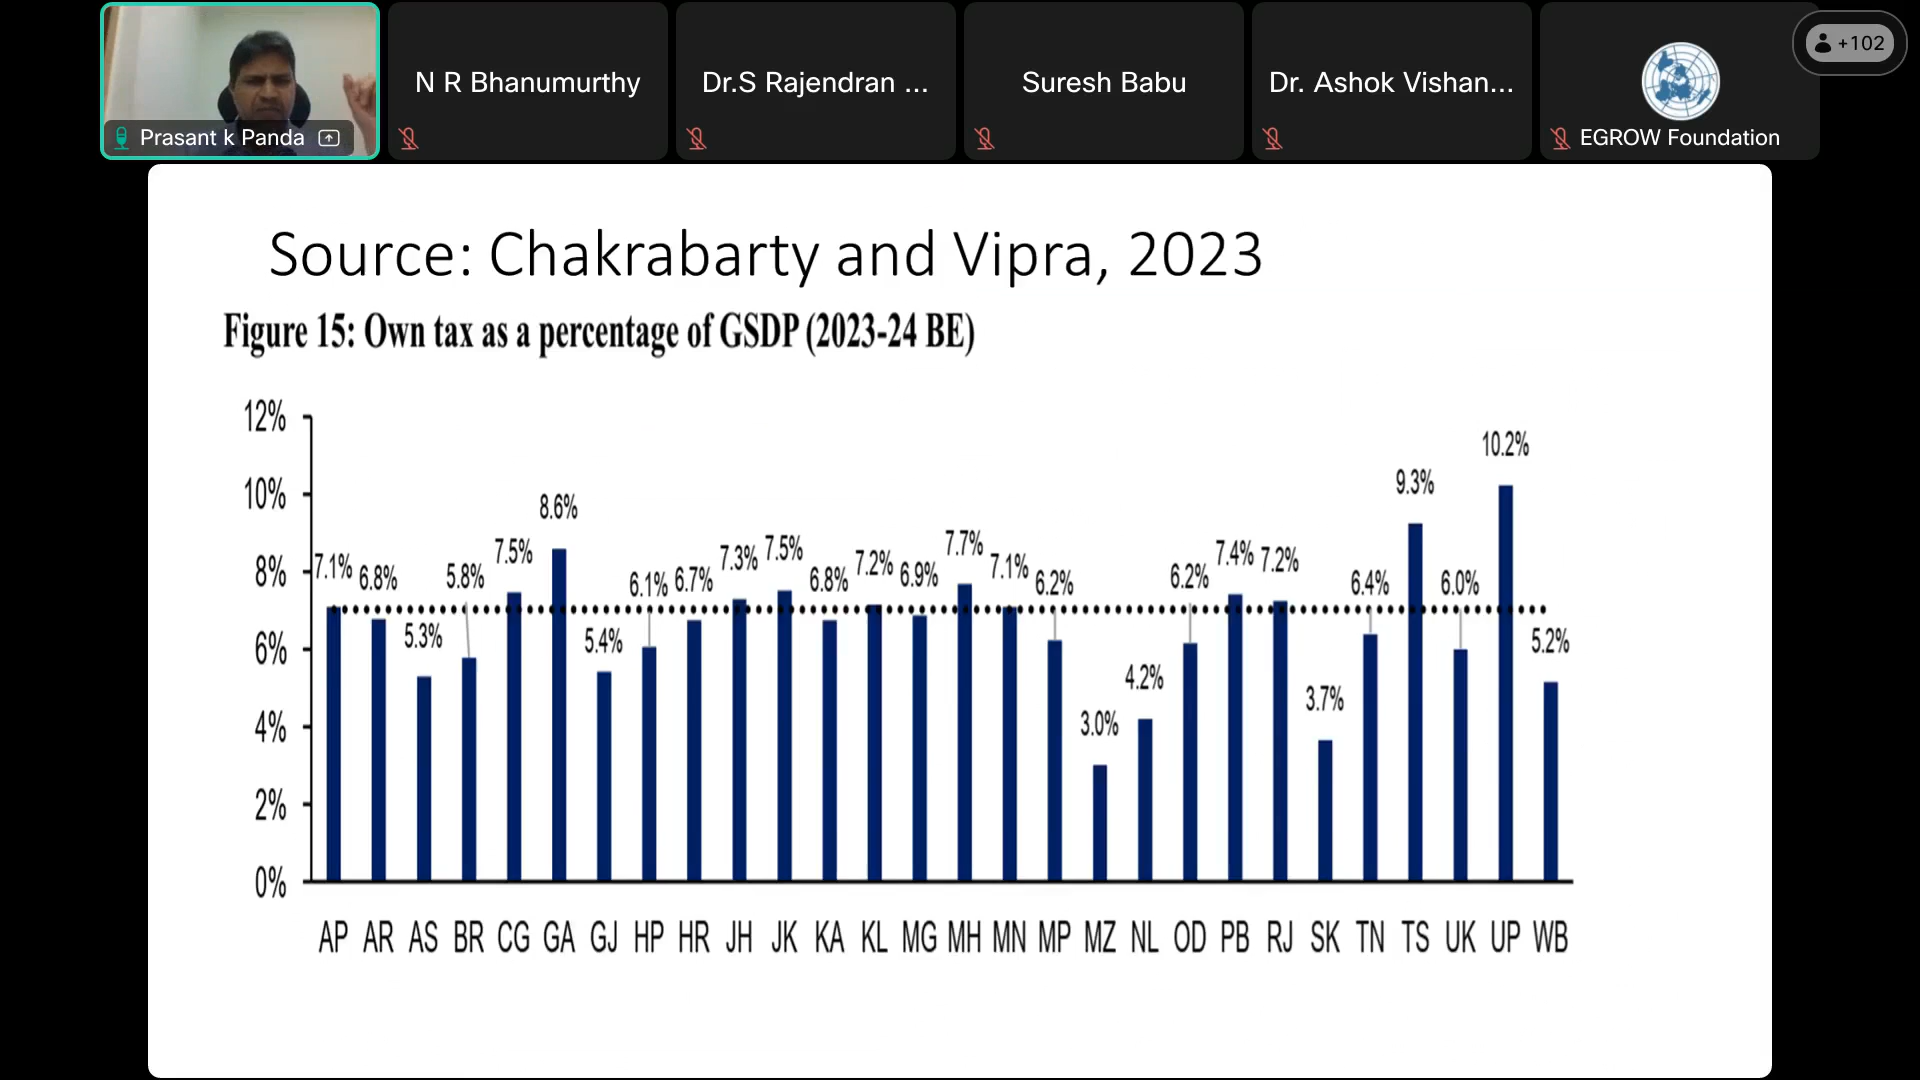 Prasant k Panda
N R Bhanumurthy
Dr.S Rajendran ...
Suresh Babu
Dr. Ashok Vishan...
EGROW Foundation
+102
Source: Chakrabarty and Vipra, 2023
Figure 15: Own tax as a percentage of GSDP (2023-24 BE)
12%
10%
8%
6%
4%
2%
0%
7.1% 6.8% 5.3% 5.8% 7.5% 8.6% 5.4% 6.1% 6.7% 7.3% 7.5% 6.8% 7.2% 6.9% 7.7% 7.1% 6.2% 3.0% 4.2% 6.2% 7.4% 7.2% 3.7% 6.4% 9.3% 6.0% 10.2% 5.2%
AP AR AS BR CG GA GJ HP HR JH JK KA KL MG MH MN MP MZ NL OD PB RJ SK TN TS UK UP WB